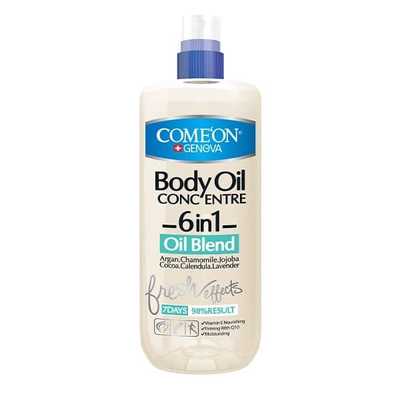 COME'ON®
GENOVA
Body Oil
CONC'ENTRE
6in1
Oil Blend
Argan,Chamomile,Jojoba
Cocoa,Calendula,Lavender
fresh effects
7DAYS 98%RESULT
✓Vitamin E Nourishing
✓Firming With Q10
✓Moisturizing